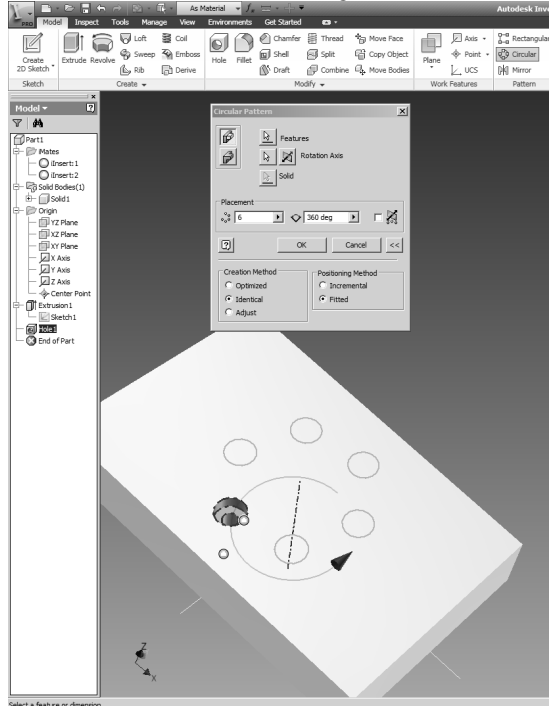 PRO
As Material
Autodesk Inve
Model Inspect Tools Manage View Environments Get Started
Create 2D Sketch
Extrude Revolve
Loft Coil
Sweep Emboss
Rib Derive
Hole Fillet
Chamfer Thread Move Face
Shell Split Copy Object
Draft Combine Move Bodies
Plane
Axis
Point
UCS
Rectangular
Circular
Mirror
Sketch Create Modify Work Features Pattern
Model
Part1
iMates
iInsert:1
iInsert:2
Solid Bodies(1)
Solid1
Origin
YZ Plane
XZ Plane
XY Plane
X Axis
Y Axis
Z Axis
Center Point
Extrusion1
Sketch1
Hole1
End of Part
Circular Pattern
Features
Rotation Axis
Solid
Placement
6 360 deg
OK Cancel <<
Creation Method
Optimized
Identical
Adjust
Positioning Method
Incremental
Fitted
Z
X
Select a feature or dimension